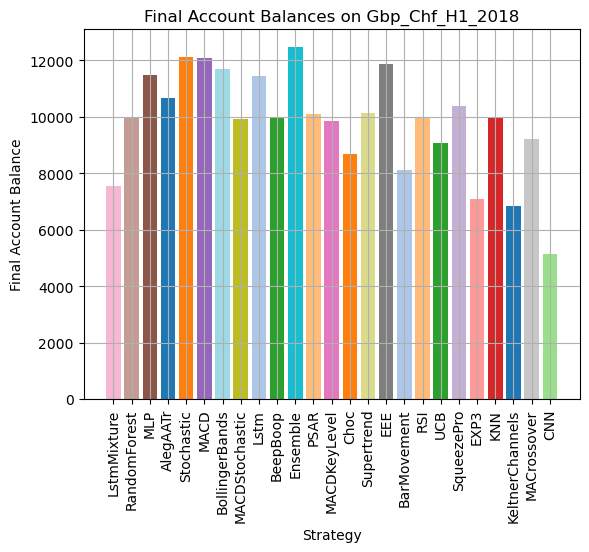 Final Account Balances on Gbp_Chf_H1_2018
Final Account Balance
12000
10000
8000
6000
4000
2000
0
LstmMixture
RandomForest
MLP
AlegAATr
Stochastic
MACD
BollingerBands
MACDStochastic
Lstm
BeepBoop
Ensemble
PSAR
MACDKeyLevel
Choc
Supertrend
EEE
BarMovement
RSI
UCB
SqueezePro
EXP3
KNN
KeltnerChannels
MACrossover
CNN
Strategy